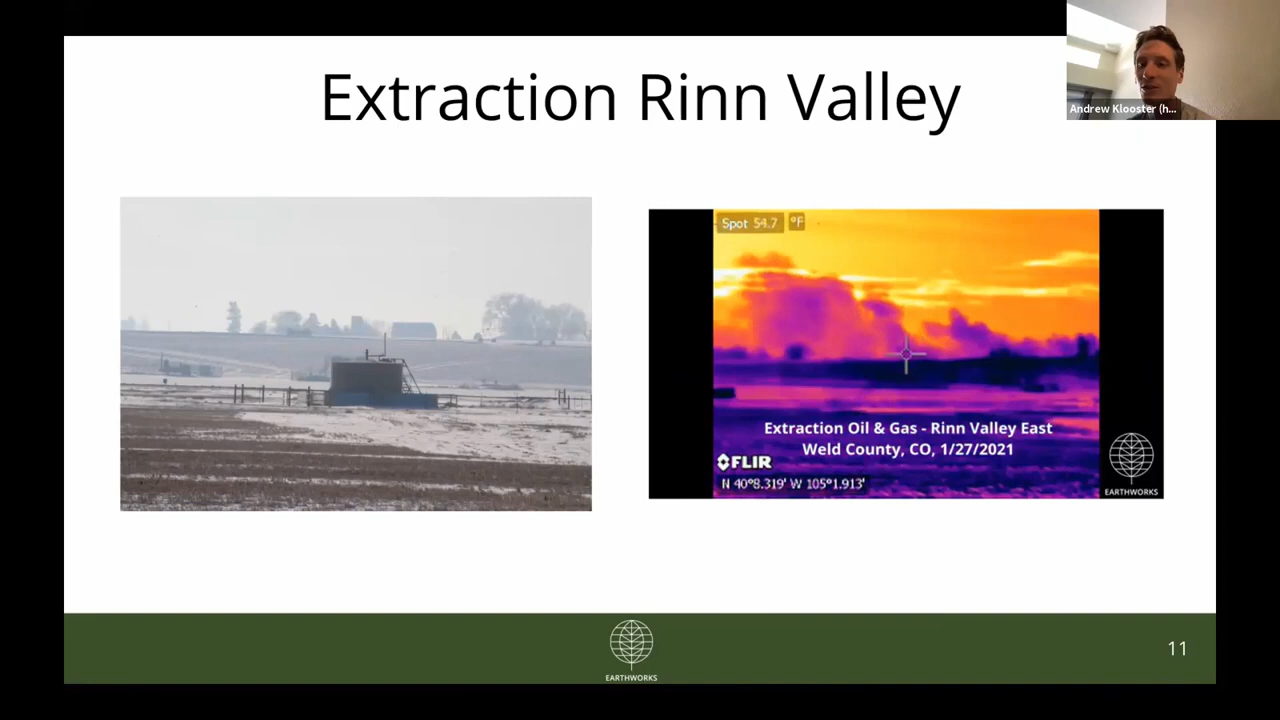 Extraction Rinn Valley
Andrew Klooster (h...
Spot 54.7 °F
Extraction Oil & Gas - Rinn Valley East
Weld County, CO, 1/27/2021
FLIR
N 40°8.319' W 105°1.913'
EARTHWORKS
EARTHWORKS
11